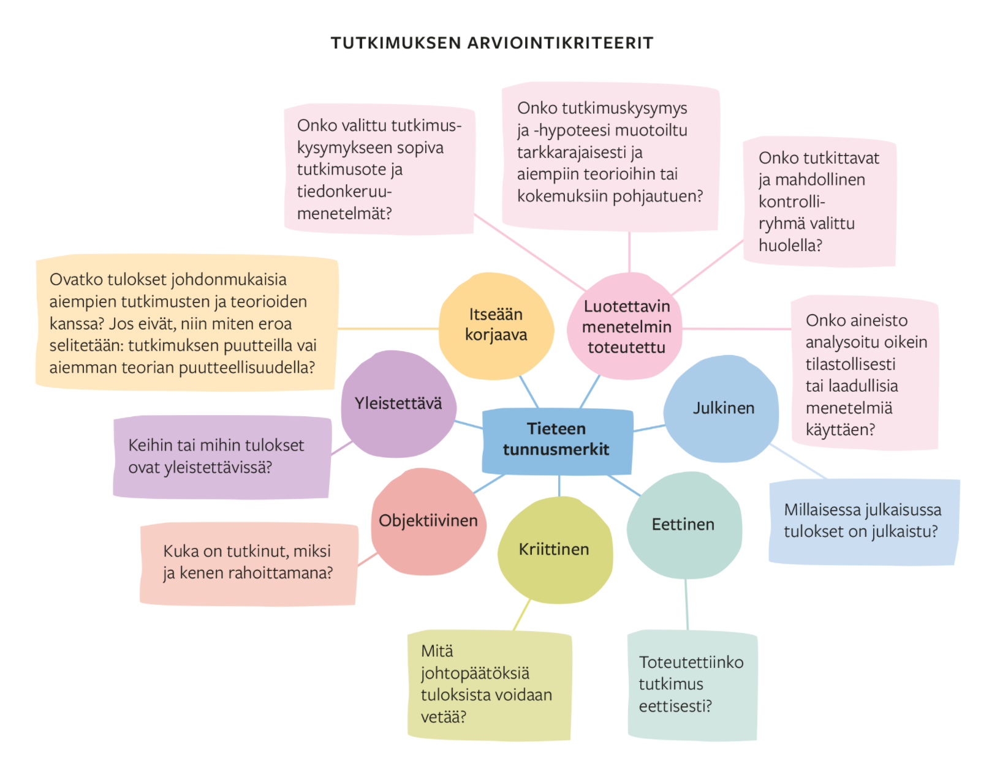 TUTKIMUKSEN ARVIOINTIKRITEERIT
Onko valittu tutkimus-
kysymykseen sopiva
tutkimusote ja
tiedonkeruu-
menetelmät?
Onko tutkimuskysymys
ja -hypoteesi muotoiltu
tarkkarajaisesti ja
aiempiin teorioihin tai
kokemuksiin pohjautuen?
Onko tutkittavat
ja mahdollinen
kontrolli-
ryhmä valittu
huolella?
Ovatko tulokset johdonmukaisia
aiempien tutkimusten ja teorioiden
kanssa? Jos eivät, niin miten eroa
selitetään: tutkimuksen puutteilla vai
aiemman teorian puutteellisuudella?
Itseään
korjaava
Luotettavin
menetelmin
toteutettu
Onko aineisto
analysoitu oikein
tilastollisesti
tai laadullisia
menetelmiä
käyttäen?
Yleistettävä
Tieteen
tunnusmerkit
Julkinen
Keihin tai mihin tulokset
ovat yleistettävissä?
Objektiivinen
Kriittinen
Eettinen
Millaisessa julkaisussa
tulokset on julkaistu?
Kuka on tutkinut, miksi
ja kenen rahoittamana?
Mitä
johtopäätöksiä
tuloksista voidaan
vetää?
Toteutettiinko
tutkimus
eettisesti?